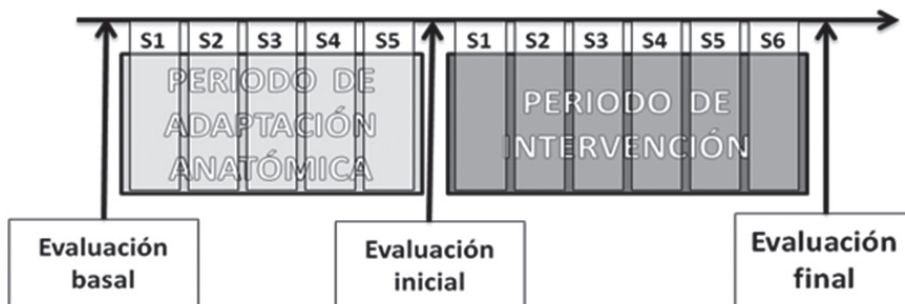 S1 S2 S3 S4 S5 S1 S2 S3 S4 S5 S6
PERIODO DE
ADAPTACIÓN
ANATÓMICA
PERIODO DE
INTERVENCIÓN
Evaluación
basal
Evaluación
inicial
Evaluación
final